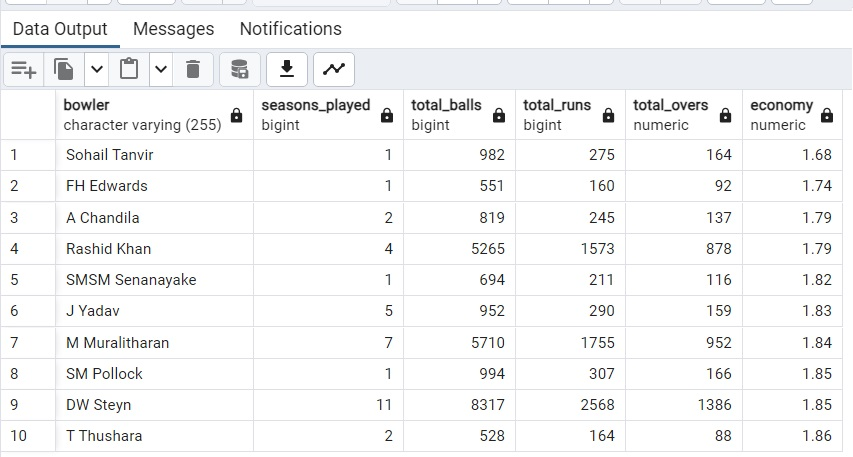 Data Output Messages Notifications
bowler seasons_played total_balls total_runs total_overs economy
character varying (255) bigint bigint bigint numeric numeric
1 Sohail Tanvir 1 982 275 164 1.68
2 FH Edwards 1 551 160 92 1.74
3 A Chandila 2 819 245 137 1.79
4 Rashid Khan 4 5265 1573 878 1.79
5 SMSM Senanayake 1 694 211 116 1.82
6 J Yadav 5 952 290 159 1.83
7 M Muralitharan 7 5710 1755 952 1.84
8 SM Pollock 1 994 307 166 1.85
9 DW Steyn 11 8317 2568 1386 1.85
10 T Thushara 2 528 164 88 1.86